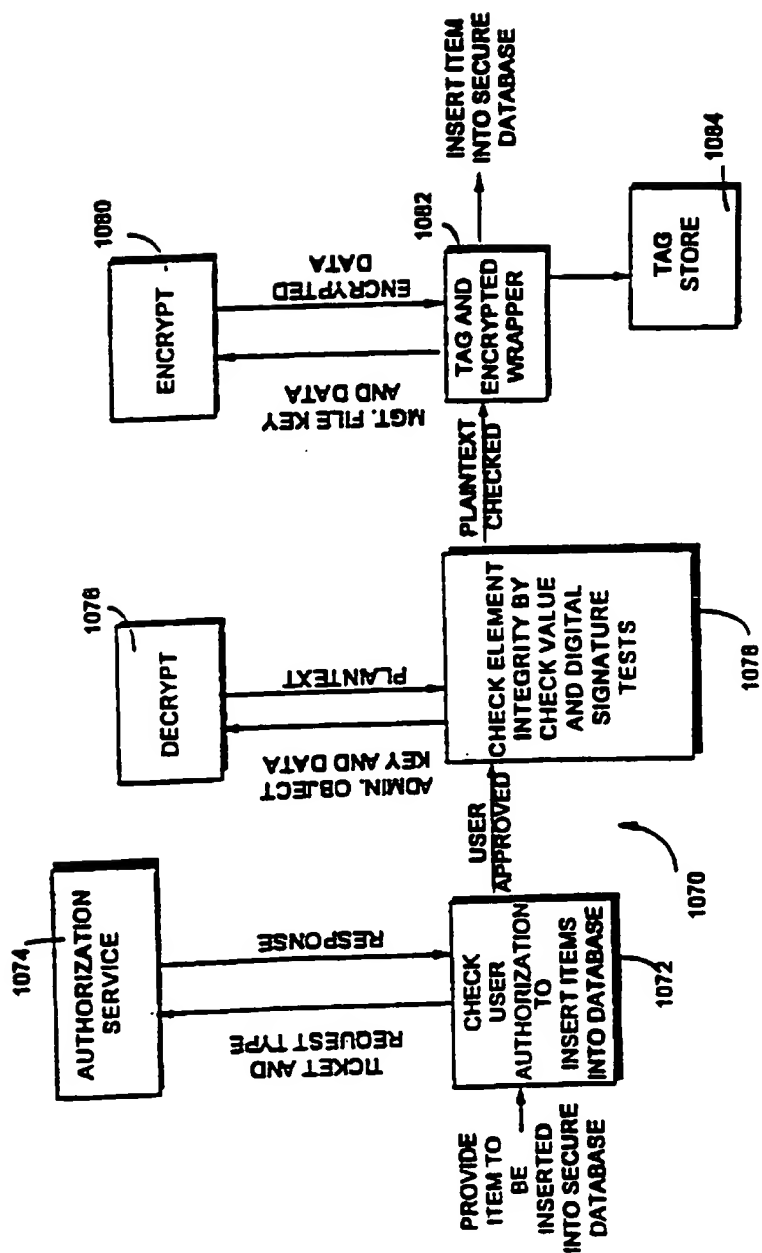 1074
AUTHORIZATION
SERVICE
TICKET AND
REQUEST TYPE
RESPONSE
PROVIDE
ITEM TO
BE
INSERTED
INTO SECURE
DATABASE
CHECK
USER
AUTHORIZATION
TO
INSERT ITEMS
INTO DATABASE
1072
1070
USER
APPROVED
1076
DECRYPT
ADMIN. OBJECT
KEY AND DATA
PLAINTEXT
CHECK ELEMENT
INTEGRITY BY
CHECK VALUE
AND DIGITAL
SIGNATURE
TESTS
1078
PLAINTEXT
CHECKED
1080
ENCRYPT
MGT. FILE KEY
AND DATA
ENCRYPTED
DATA
1082
TAG AND
ENCRYPTED
WRAPPER
INSERT ITEM
INTO SECURE
DATABASE
TAG
STORE
1084